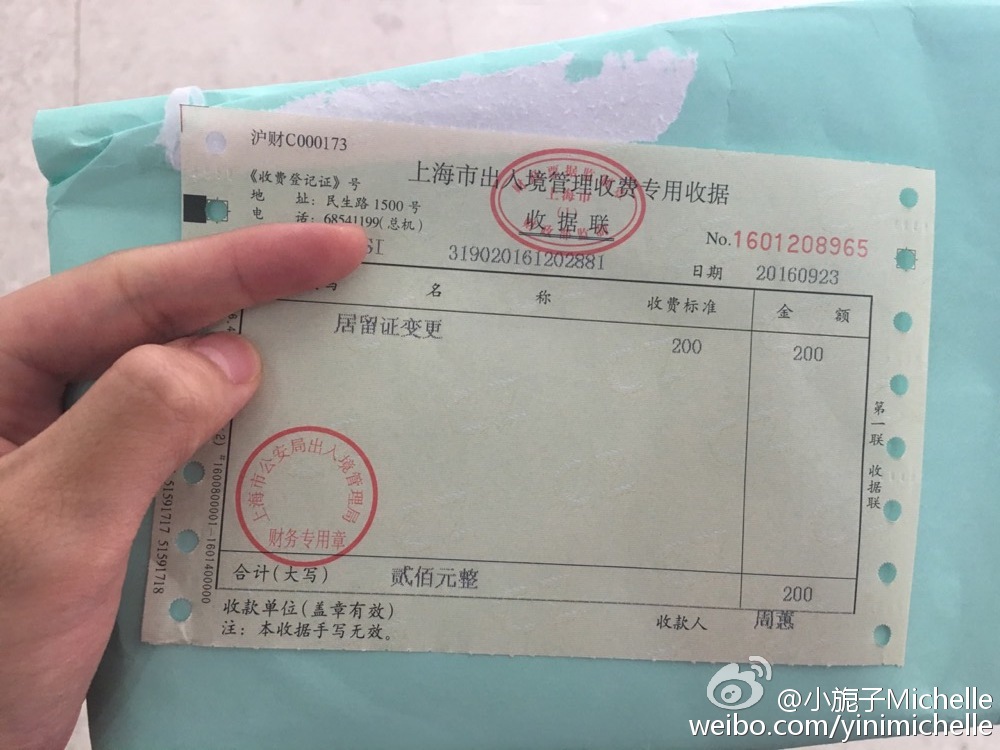 沪财C000173
上海市出入境管理收费专用收据
《收费登记证》号
地 址：民生路1500号
电 话：68541199(总机)
收据联
上海市
No.1601208965
SI 319020161202881 日期 20160923
名 称 收费标准 金 额
居留证变更 200 200
第一联 收据联
上海市公安局出入境管理局
财务专用章
1600800001-1601400000
51591717 51591718
合计(大写) 贰佰元整 200
收款单位(盖章有效) 收款人 周蕙
注：本收据手写无效。
@小旎子Michelle
weibo.com/yinimichelle